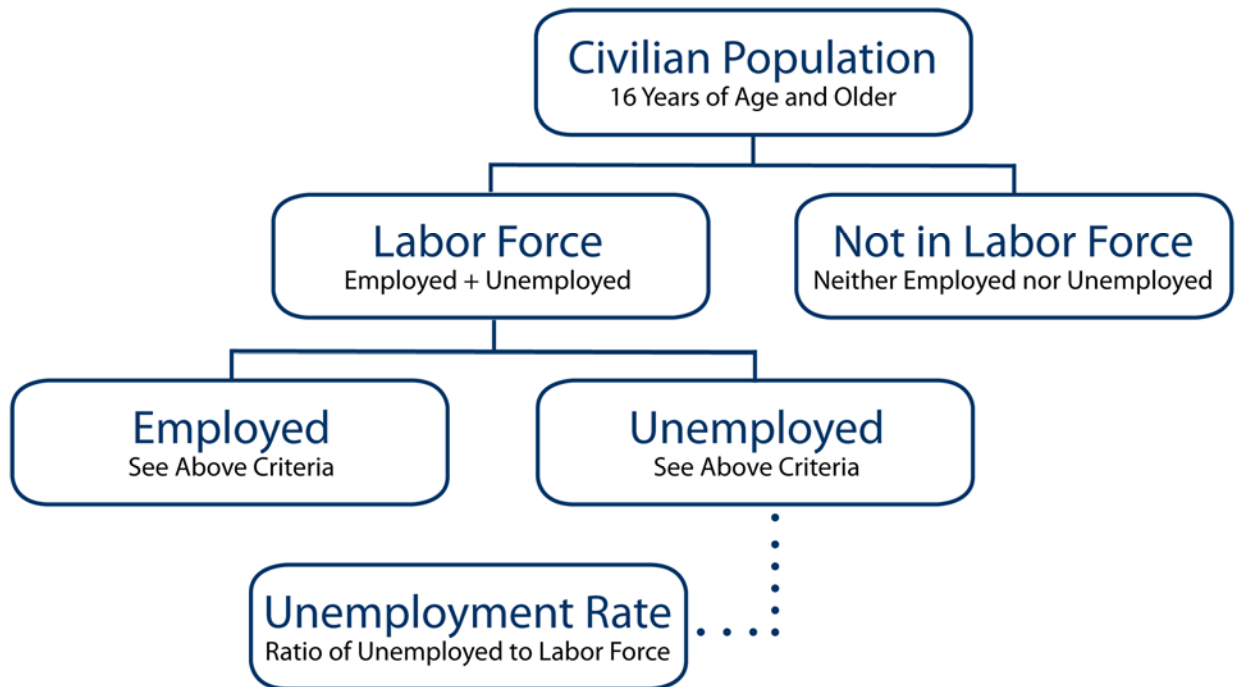 Civilian Population
16 Years of Age and Older
Labor Force
Employed + Unemployed
Not in Labor Force
Neither Employed nor Unemployed
Employed
See Above Criteria
Unemployed
See Above Criteria
Unemployment Rate
Ratio of Unemployed to Labor Force